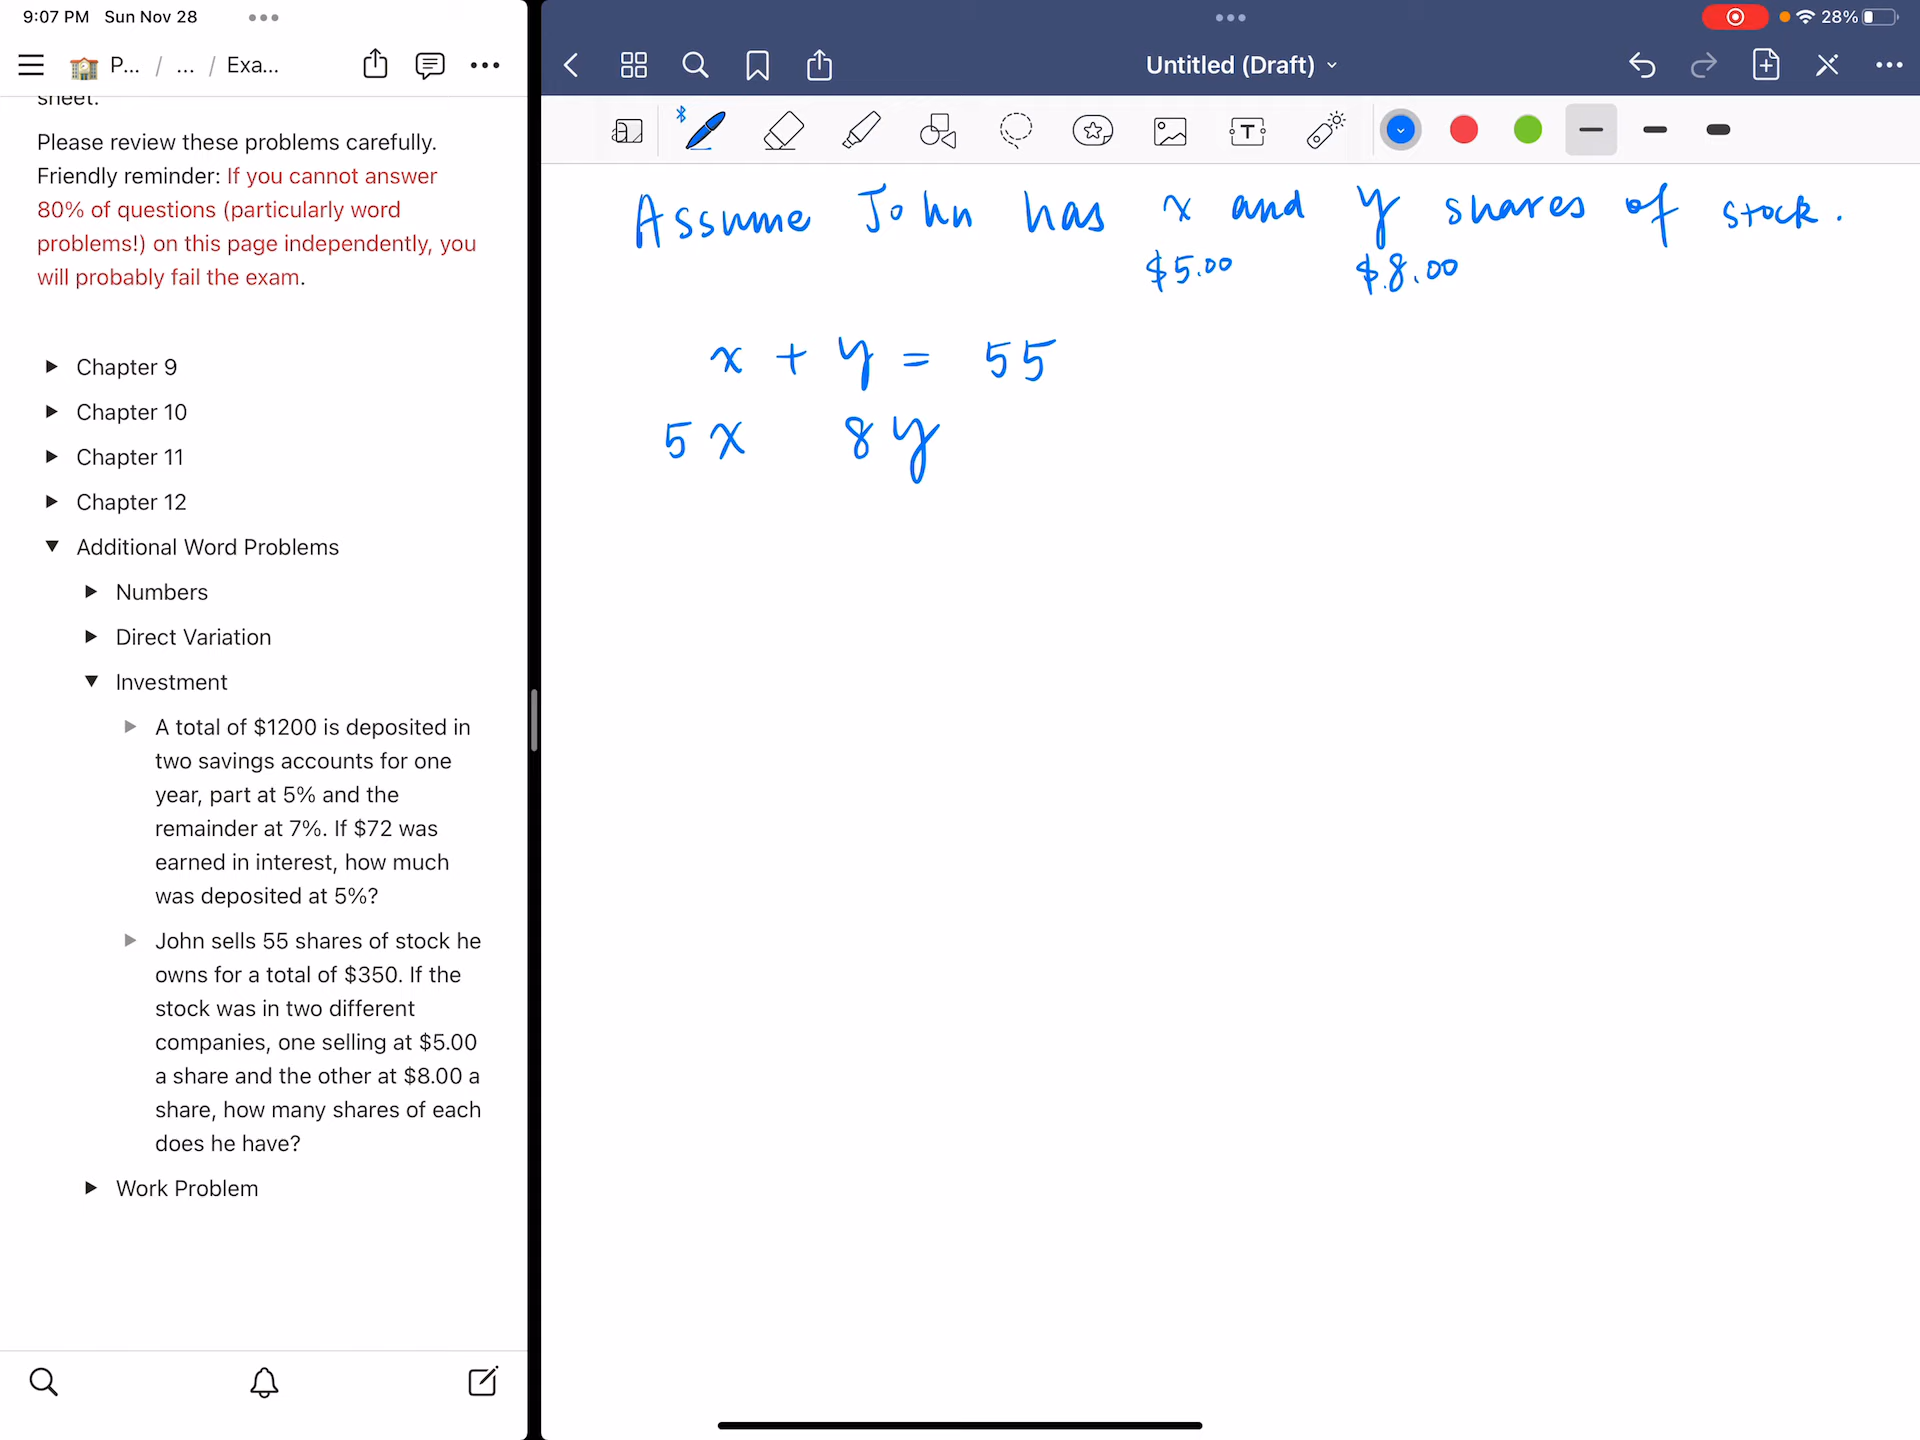 9:07 PM Sun Nov 28
P... / ... / Exa...
sheet.
Please review these problems carefully.
Friendly reminder: If you cannot answer
80% of questions (particularly word
problems!) on this page independently, you
will probably fail the exam.
Chapter 9
Chapter 10
Chapter 11
Chapter 12
Additional Word Problems
Numbers
Direct Variation
Investment
A total of $1200 is deposited in
two savings accounts for one
year, part at 5% and the
remainder at 7%. If $72 was
earned in interest, how much
was deposited at 5%?
John sells 55 shares of stock he
owns for a total of $350. If the
stock was in two different
companies, one selling at $5.00
a share and the other at $8.00 a
share, how many shares of each
does he have?
Work Problem
28%
Untitled (Draft)
Assume John has x and y shares of stock.
$5.00 $8.00
x + y = 55
5x 8y